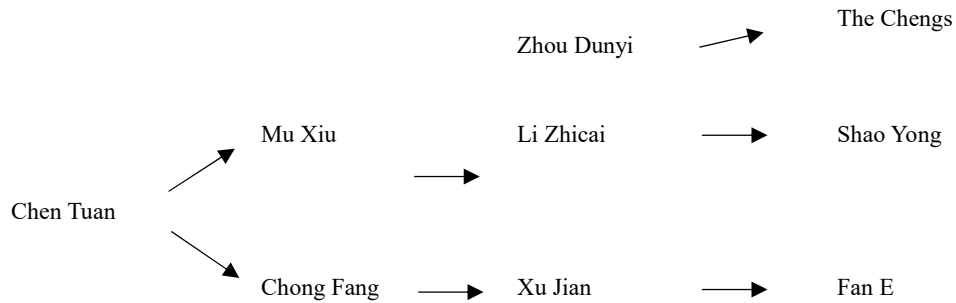 The Chengs
Zhou Dunyi
Mu Xiu
Li Zhicai
Shao Yong
Chen Tuan
Chong Fang
Xu Jian
Fan E